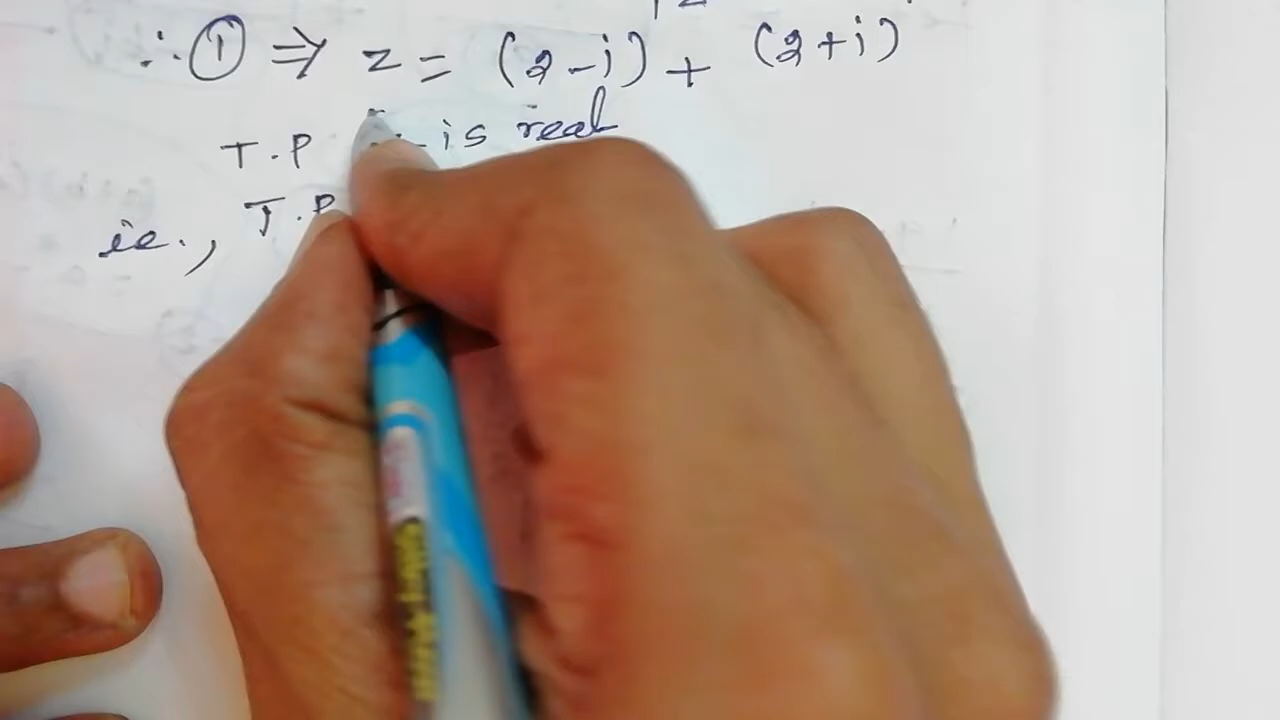 ∴ ① ⇒ z = (2-i) + (2+i)
T.P is real
ie., T.P